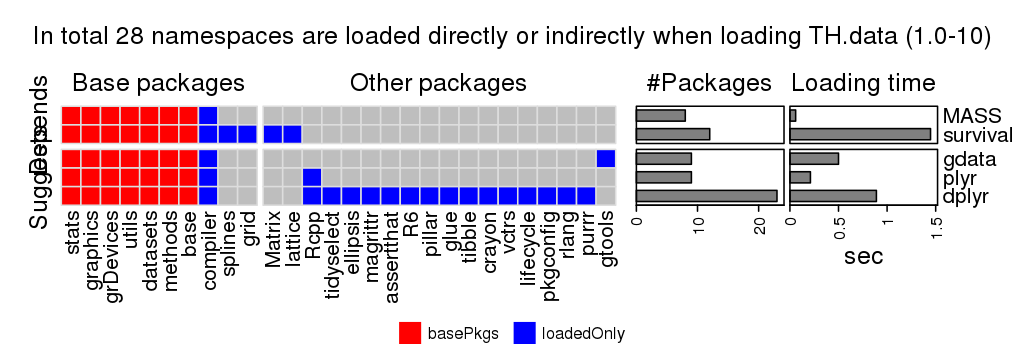 In total 28 namespaces are loaded directly or indirectly when loading TH.data (1.0-10)
Base packages
Other packages
#Packages
Loading time
Depends
Suggests
MASS
survival
gdata
plyr
dplyr
stats
graphics
grDevices
utils
datasets
methods
base
compiler
splines
grid
Matrix
lattice
Rcpp
tidyselect
ellipsis
magrittr
assertthat
R6
pillar
glue
tibble
crayon
vctrs
lifecycle
pkgconfig
rlang
purrr
gtools
0
10
20
0
0.5
1
1.5
sec
basePkgs
loadedOnly